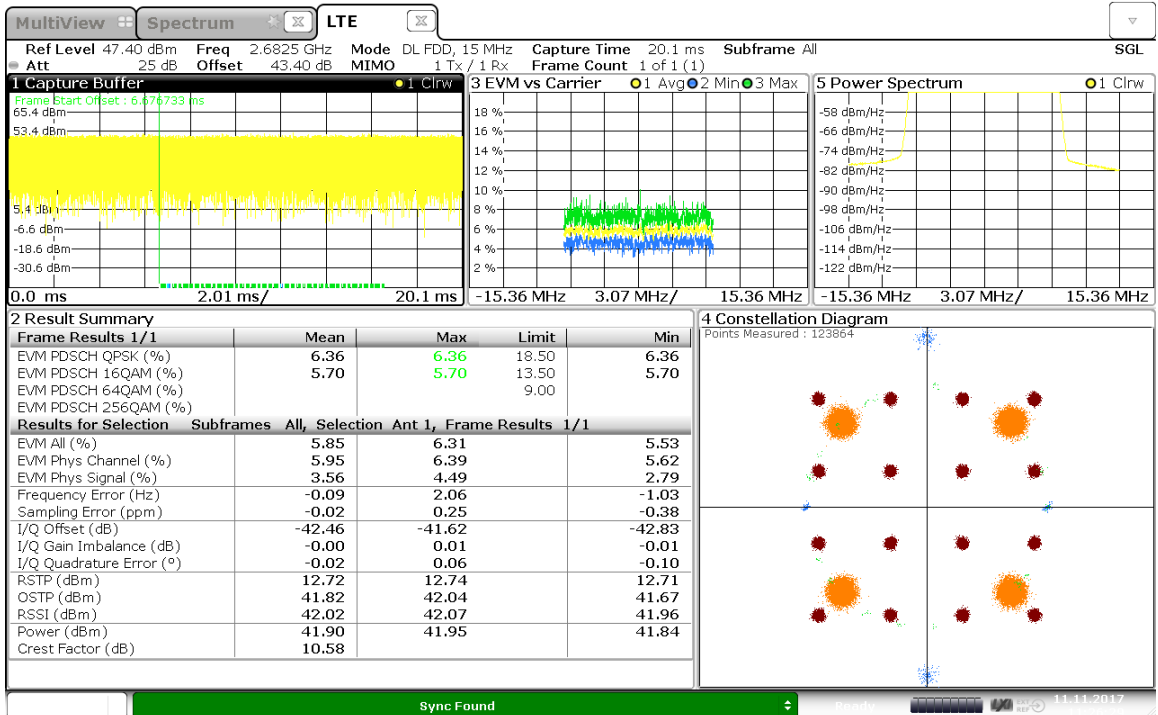 MultiView Spectrum LTE
Ref Level 47.40 dBm Freq 2.6825 GHz Mode DL FDD, 15 MHz Capture Time 20.1 ms Subframe All SGL
Att 25 dB Offset 43.40 dB MIMO 1 Tx / 1 Rx Frame Count 1 of 1 (1)
1 Capture Buffer 1 Clrw
Frame Start Offset : 6.676733 ms
65.4 dBm
53.4 dBm
5.4 dBm
-6.6 dBm
-18.6 dBm
-30.6 dBm
0.0 ms 2.01 ms/ 20.1 ms
3 EVM vs Carrier 1 Avg 2 Min 3 Max
18 %
16 %
14 %
12 %
10 %
8 %
6 %
4 %
2 %
-15.36 MHz 3.07 MHz/ 15.36 MHz
5 Power Spectrum 1 Clrw
-58 dBm/Hz
-66 dBm/Hz
-74 dBm/Hz
-82 dBm/Hz
-90 dBm/Hz
-98 dBm/Hz
-106 dBm/Hz
-114 dBm/Hz
-122 dBm/Hz
-15.36 MHz 3.07 MHz/ 15.36 MHz
2 Result Summary
Frame Results 1/1 Mean Max Limit Min
EVM PDSCH QPSK (%) 6.36 6.36 18.50 6.36
EVM PDSCH 16QAM (%) 5.70 5.70 13.50 5.70
EVM PDSCH 64QAM (%) 9.00
EVM PDSCH 256QAM (%)
Results for Selection Subframes All, Selection Ant 1, Frame Results 1/1
EVM All (%) 5.85 6.31 5.53
EVM Phys Channel (%) 5.95 6.39 5.62
EVM Phys Signal (%) 3.56 4.49 2.79
Frequency Error (Hz) -0.09 2.06 -1.03
Sampling Error (ppm) -0.02 0.25 -0.38
I/Q Offset (dB) -42.46 -41.62 -42.83
I/Q Gain Imbalance (dB) -0.00 0.01 -0.01
I/Q Quadrature Error (°) -0.02 0.06 -0.10
RSTP (dBm) 12.72 12.74 12.71
OSTP (dBm) 41.82 42.04 41.67
RSSI (dBm) 42.02 42.07 41.96
Power (dBm) 41.90 41.95 41.84
Crest Factor (dB) 10.58
4 Constellation Diagram
Points Measured : 123864
Sync Found Ready LXI EXT REF 11.11.2017